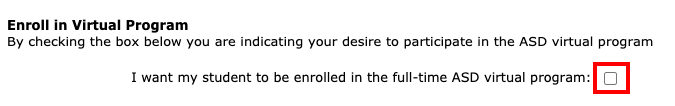 Enroll in Virtual Program
By checking the box below you are indicating your desire to participate in the ASD virtual program
I want my student to be enrolled in the full-time ASD virtual program: